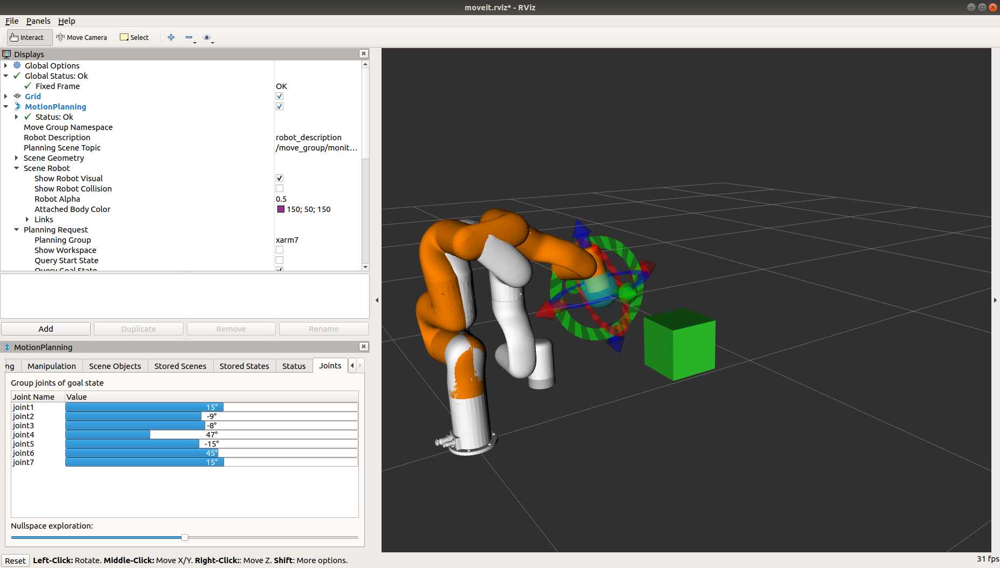 moveit.rviz* - RViz
File Panels Help
Interact Move Camera Select
Displays
Global Options
Global Status: Ok
Fixed Frame OK
Grid
MotionPlanning
Status: Ok
Move Group Namespace
Robot Description robot_description
Planning Scene Topic /move_group/monit...
Scene Geometry
Scene Robot
Show Robot Visual
Show Robot Collision
Robot Alpha 0.5
Attached Body Color 150; 50; 150
Links
Planning Request
Planning Group xarm7
Show Workspace
Query Start State
Query Goal State
Add Duplicate Remove Rename
MotionPlanning
ng Manipulation Scene Objects Stored Scenes Stored States Status Joints
Group joints of goal state
Joint Name Value
joint1 15°
joint2 -9°
joint3 -8°
joint4 47°
joint5 -15°
joint6 45°
joint7 15°
Nullspace exploration:
Reset Left-Click: Rotate. Middle-Click: Move X/Y. Right-Click:: Move Z. Shift: More options. 31 fps